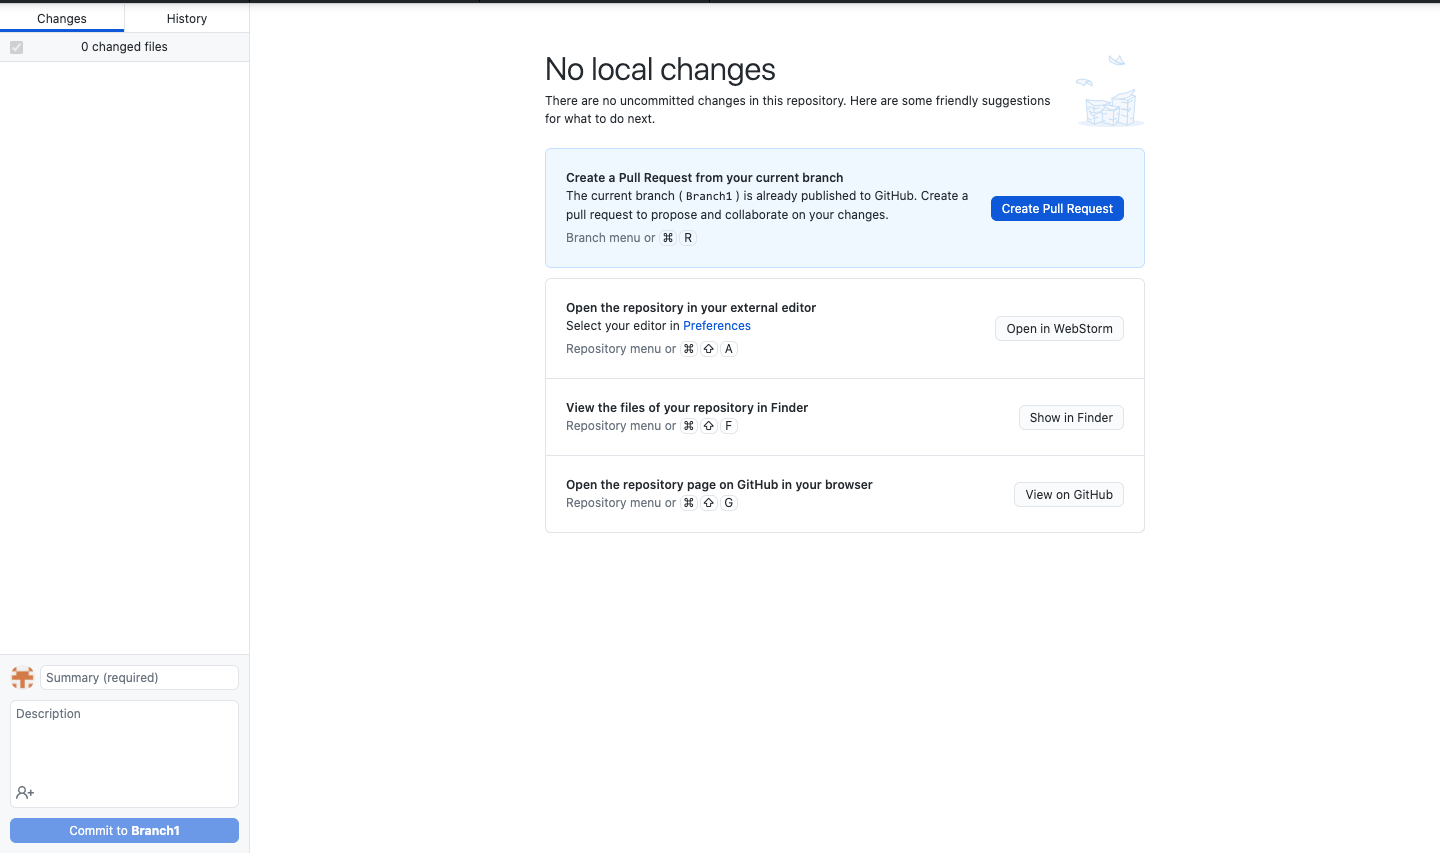 Changes
History
0 changed files
No local changes
There are no uncommitted changes in this repository. Here are some friendly suggestions
for what to do next.
Create a Pull Request from your current branch
The current branch ( Branch1 ) is already published to GitHub. Create a
pull request to propose and collaborate on your changes.
Branch menu or ⌘ R
Create Pull Request
Open the repository in your external editor
Select your editor in Preferences
Repository menu or ⌘ ⇧ A
Open in WebStorm
View the files of your repository in Finder
Repository menu or ⌘ ⇧ F
Show in Finder
Open the repository page on GitHub in your browser
Repository menu or ⌘ ⇧ G
View on GitHub
Summary (required)
Description
Commit to Branch1